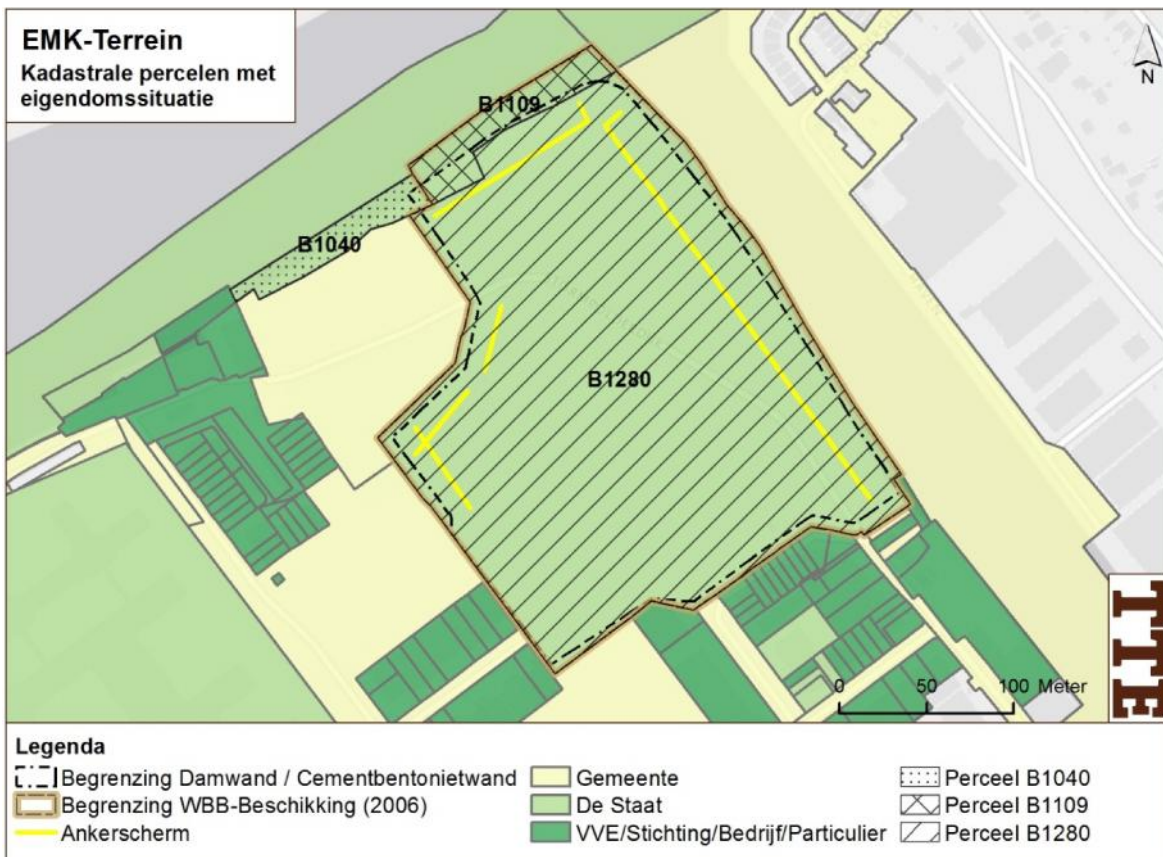 EMK-Terrein
Kadastrale percelen met
eigendomssituatie
N
B1109
B1040
B1280
0 50 100 Meter
TTE
Legenda
Begrenzing Damwand / Cementbentonietwand
Begrenzing WBB-Beschikking (2006)
Ankerscherm
Gemeente
De Staat
VVE/Stichting/Bedrijf/Particulier
Perceel B1040
Perceel B1109
Perceel B1280